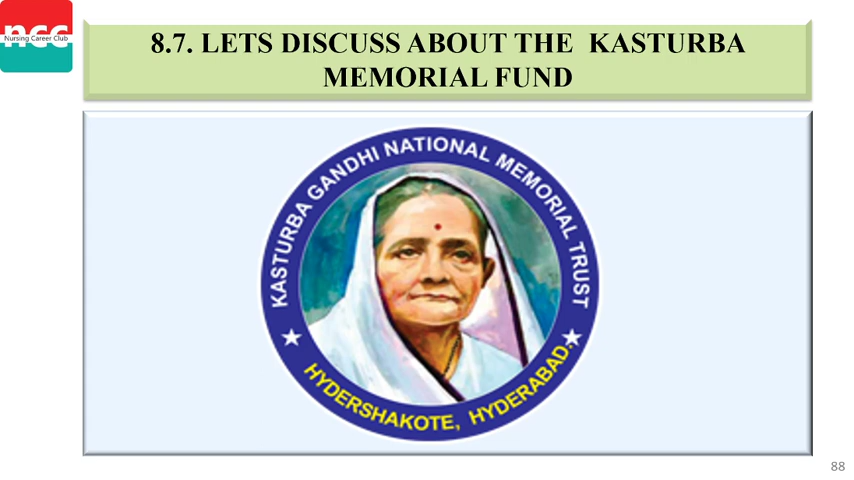 ncc
Nursing Career Club
8.7. LETS DISCUSS ABOUT THE KASTURBA
MEMORIAL FUND
KASTURBA GANDHI NATIONAL MEMORIAL TRUST
HYDERSHAKOTE, HYDERABAD.
88